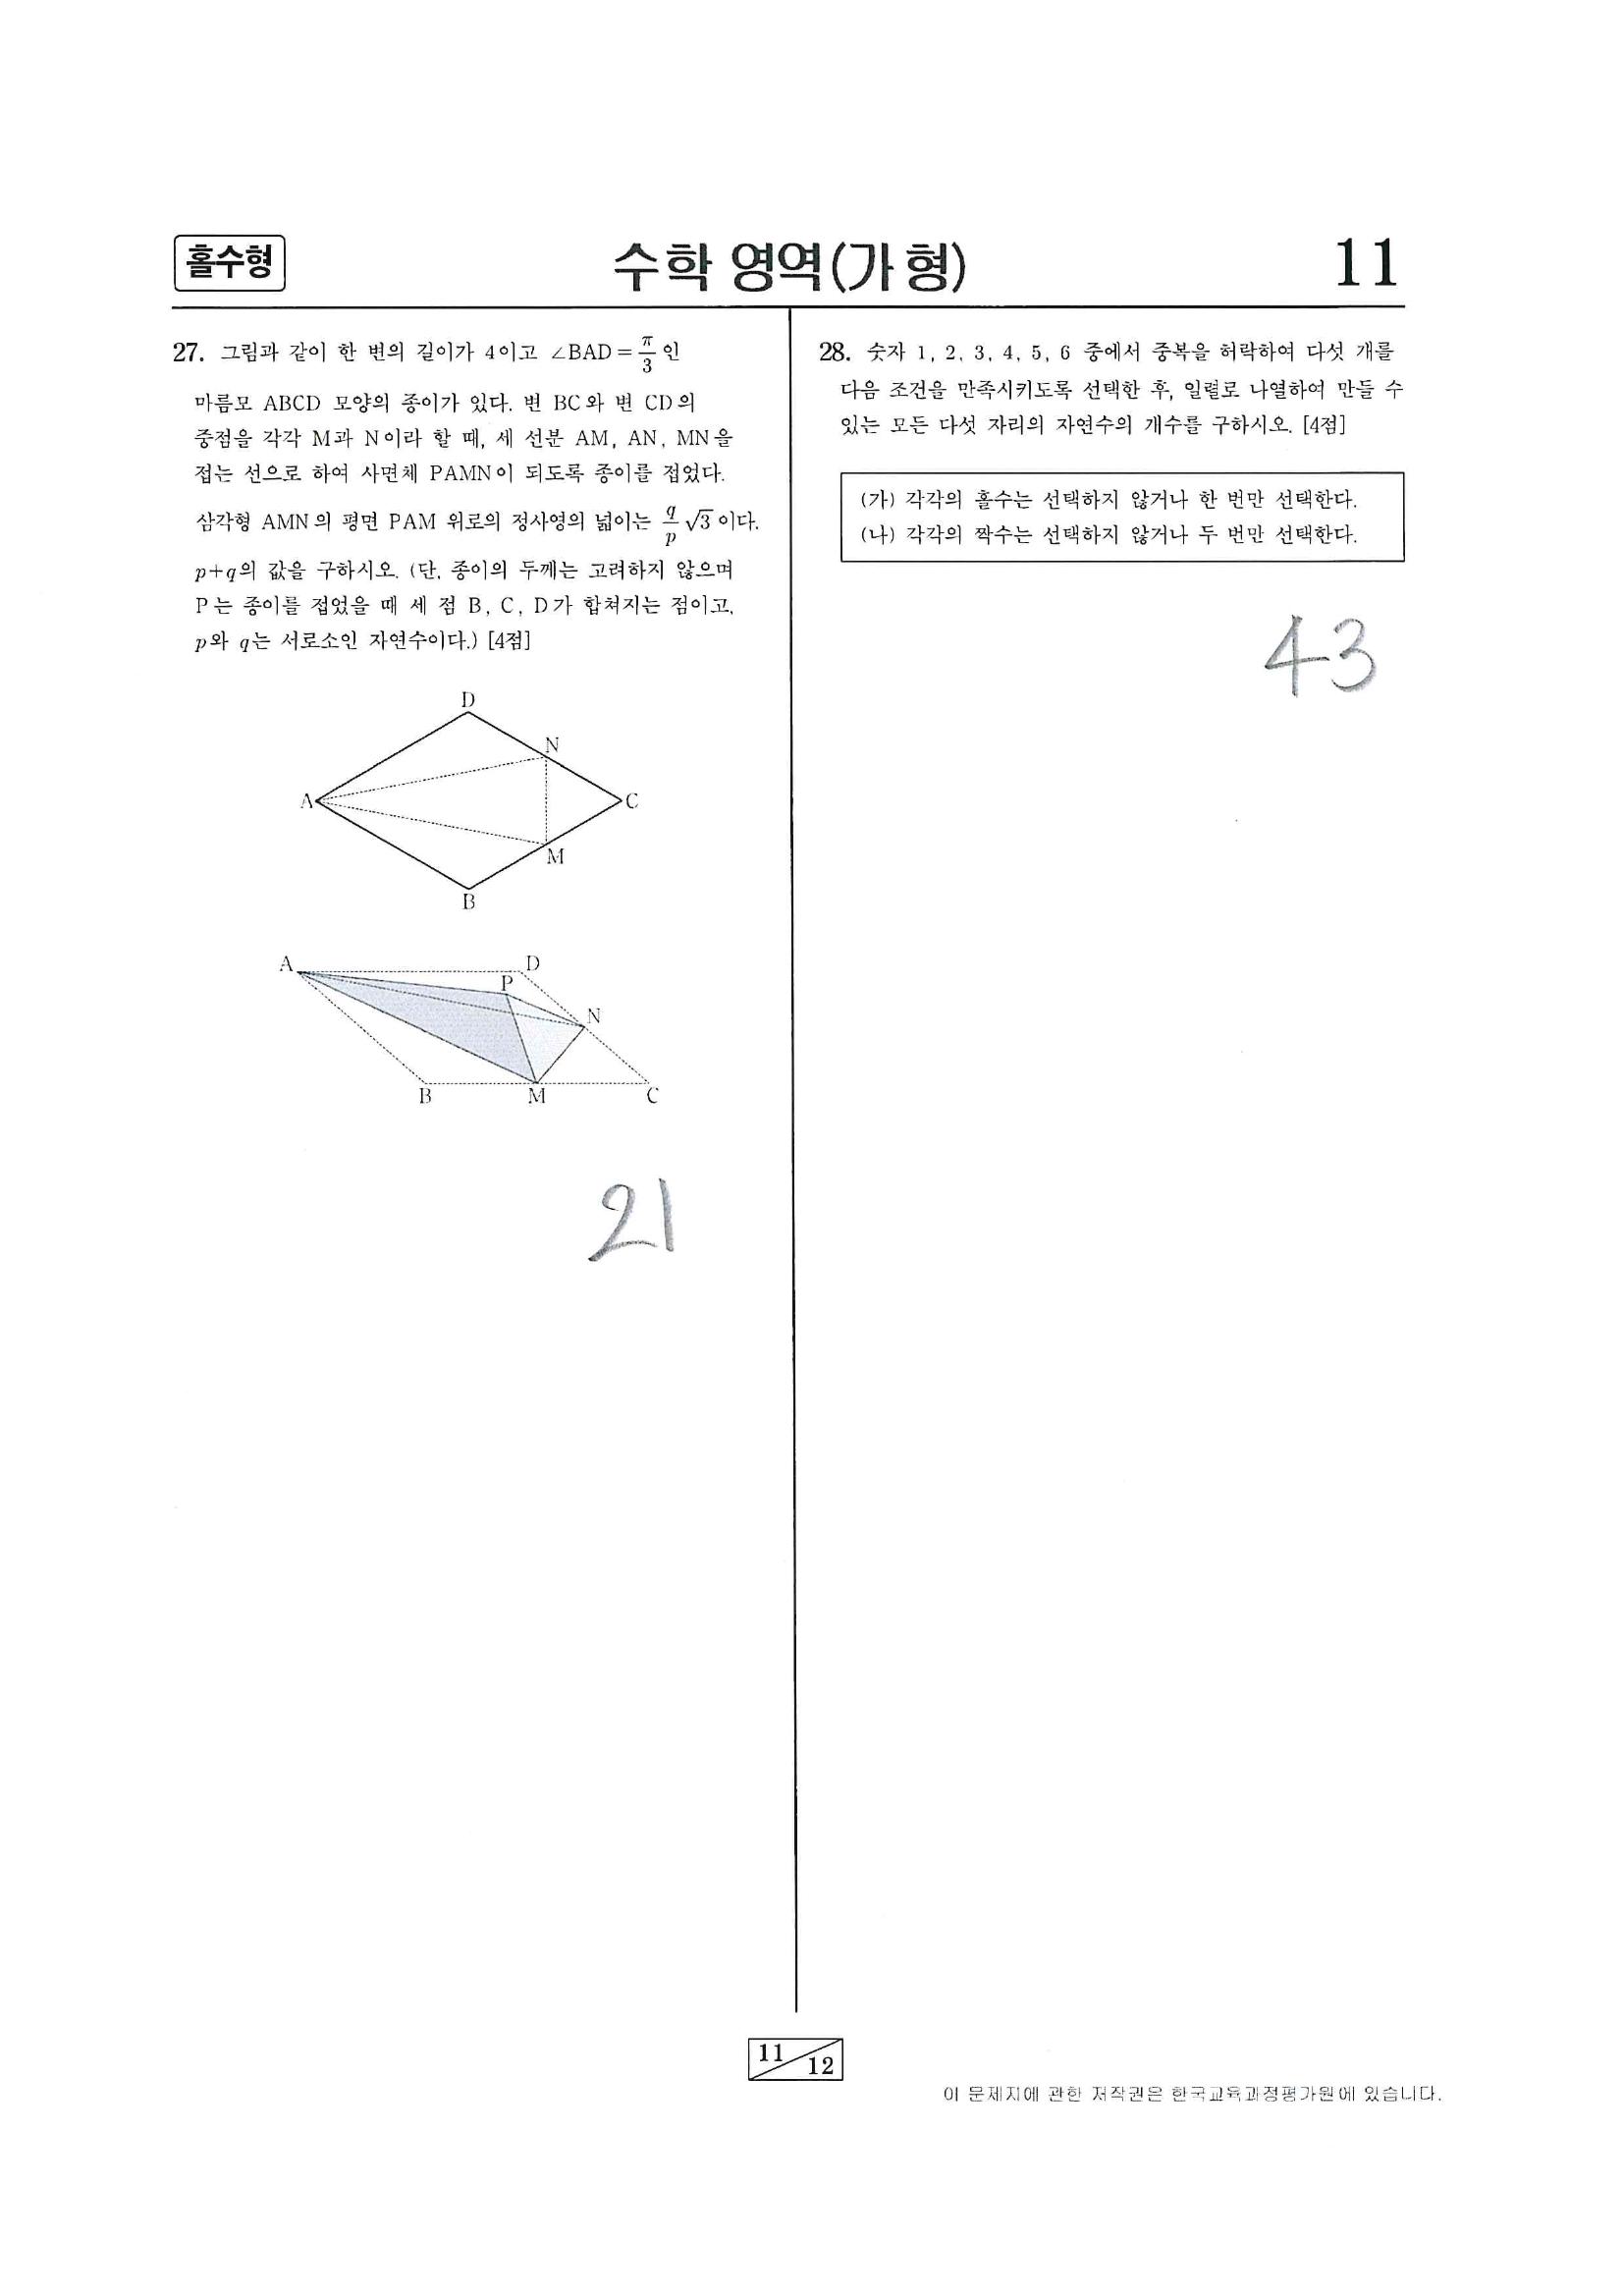 홀수형
수학 영역(가 형)
11
27. 그림과 같이 한 변의 길이가 4이고 ∠BAD = π/3 인
마름모 ABCD 모양의 종이가 있다. 변 BC와 변 CD의
중점을 각각 M과 N이라 할 때, 세 선분 AM, AN, MN을
접는 선으로 하여 사면체 PAMN이 되도록 종이를 접었다.
삼각형 AMN의 평면 PAM 위로의 정사영의 넓이는 q/p √3 이다.
p+q의 값을 구하시오. (단, 종이의 두께는 고려하지 않으며
P는 종이를 접었을 때 세 점 B, C, D가 합쳐지는 점이고,
p와 q는 서로소인 자연수이다.) [4점]
D
N
A
C
M
B
A
D
P
N
B
M
C
21
28. 숫자 1, 2, 3, 4, 5, 6 중에서 중복을 허락하여 다섯 개를
다음 조건을 만족시키도록 선택한 후, 일렬로 나열하여 만들 수
있는 모든 다섯 자리의 자연수의 개수를 구하시오. [4점]
(가) 각각의 홀수는 선택하지 않거나 한 번만 선택한다.
(나) 각각의 짝수는 선택하지 않거나 두 번만 선택한다.
43
11
12
이 문제지에 관한 저작권은 한국교육과정평가원에 있습니다.